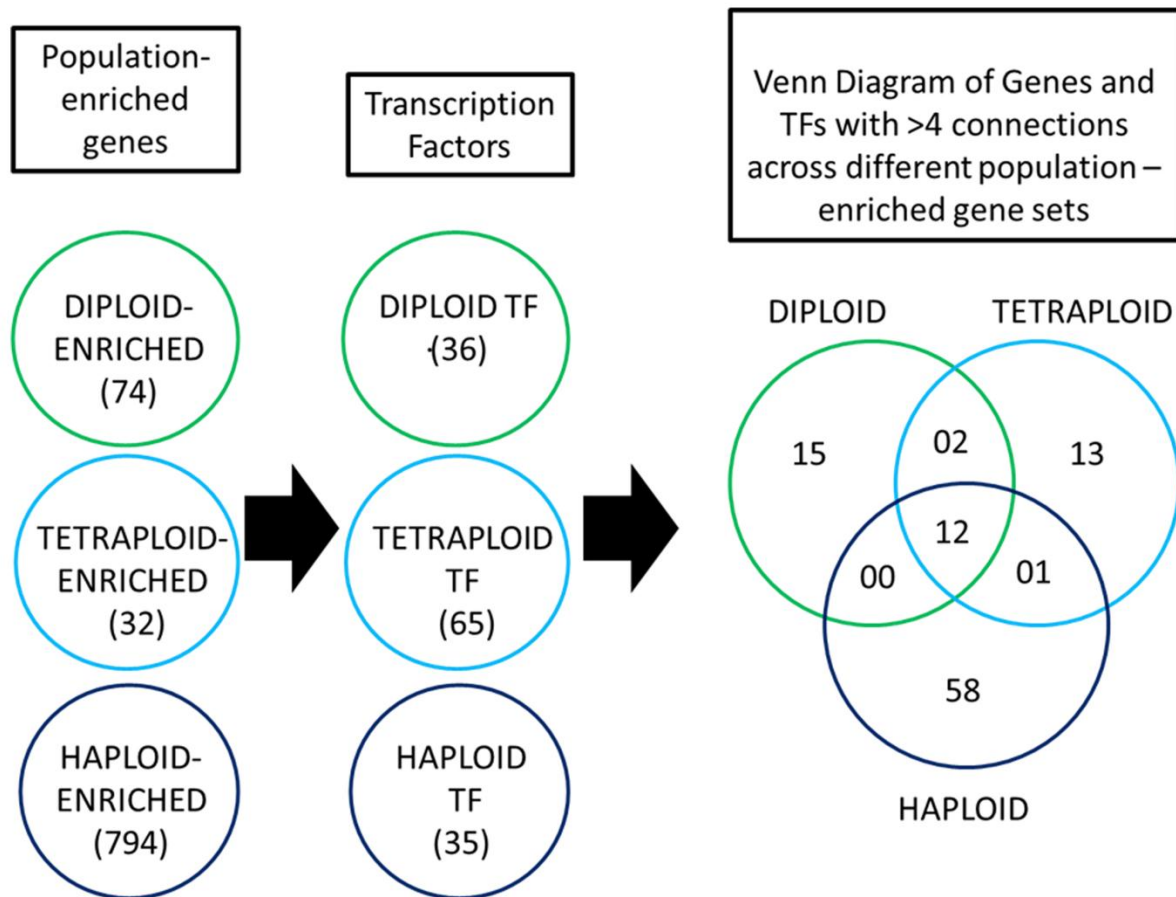 Population-
enriched
genes
Transcription
Factors
Venn Diagram of Genes and
TFs with >4 connections
across different population –
enriched gene sets
DIPLOID-
ENRICHED
(74)
TETRAPLOID-
ENRICHED
(32)
HAPLOID-
ENRICHED
(794)
DIPLOID TF
(36)
TETRAPLOID
TF
(65)
HAPLOID
TF
(35)
DIPLOID
TETRAPLOID
15
02
13
12
00
01
58
HAPLOID